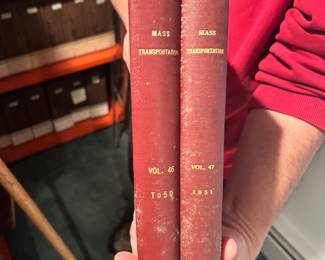 MASS
TRANSPORTATION
VOL. 46
1950
MASS
TRANSPORTATION
VOL. 47
1951